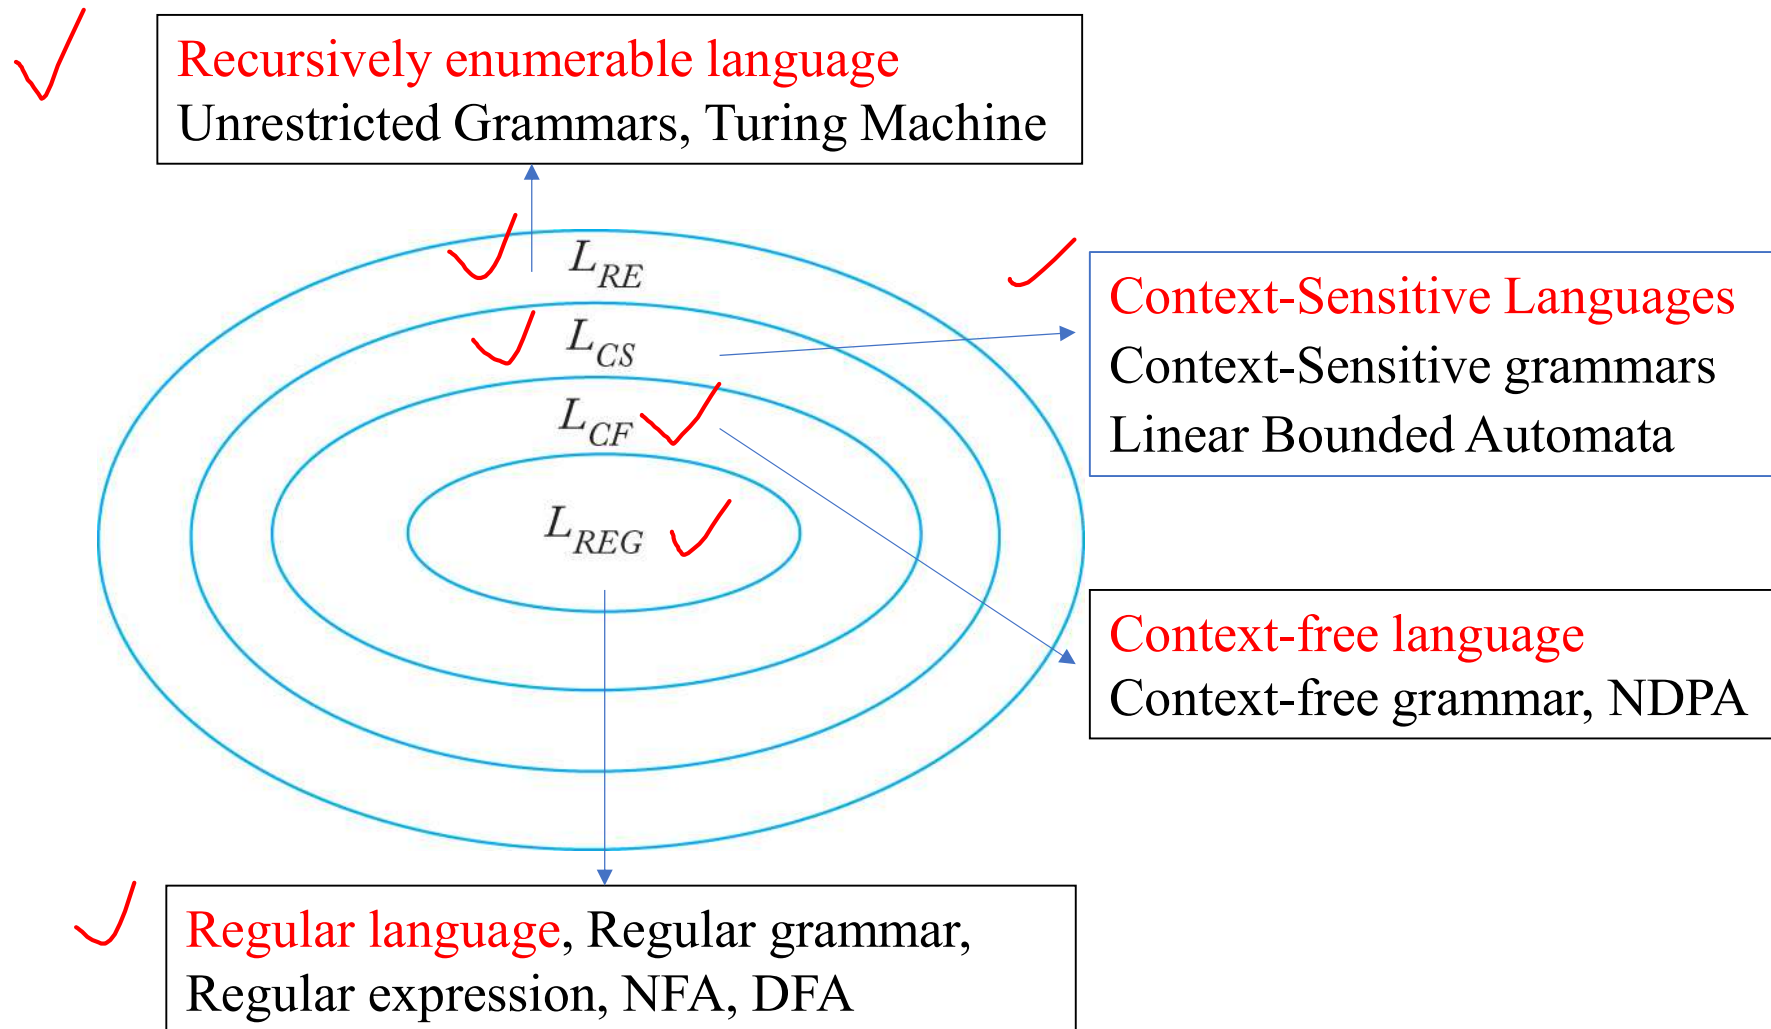 Recursively enumerable language
Unrestricted Grammars, Turing Machine
L_RE
L_CS
L_CF
L_REG
Context-Sensitive Languages
Context-Sensitive grammars
Linear Bounded Automata
Context-free language
Context-free grammar, NDPA
Regular language, Regular grammar,
Regular expression, NFA, DFA